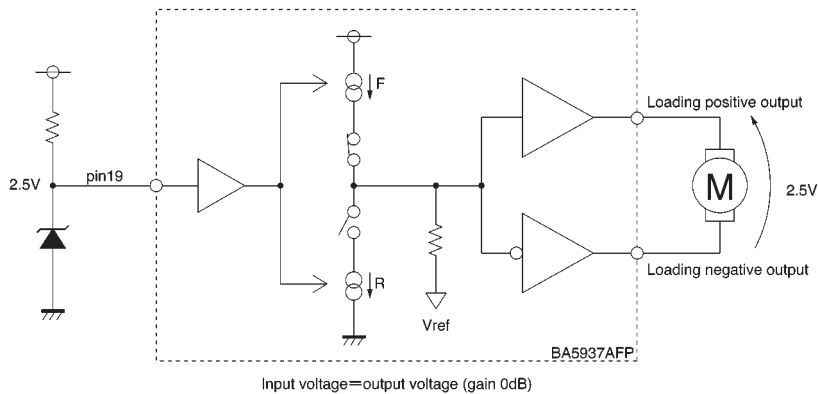 F
Loading positive output
2.5V
pin19
M
2.5V
R
Loading negative output
Vref
BA5937AFP
Input voltage=output voltage (gain 0dB)